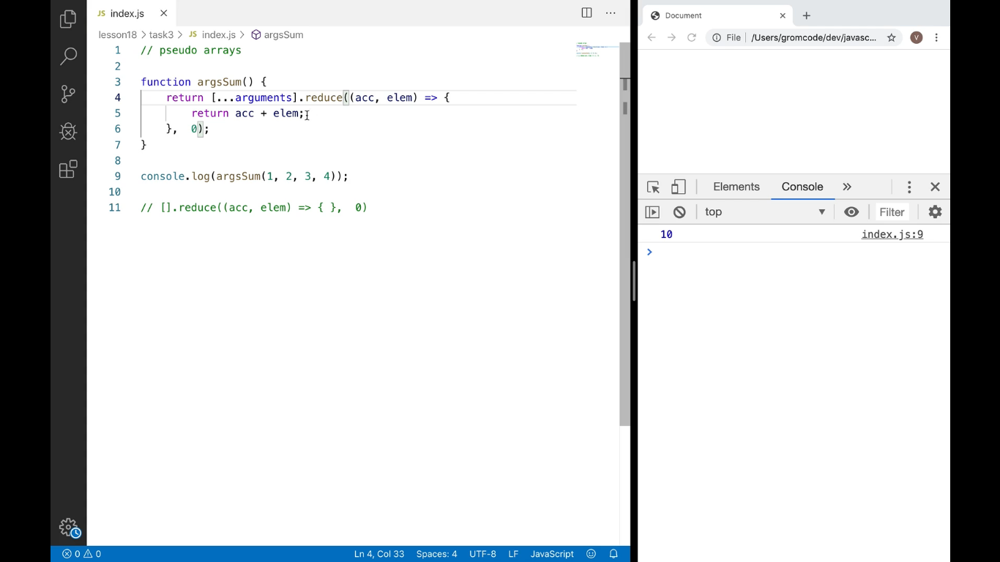 JS index.js
lesson18 > task3 > JS index.js > argsSum
1 // pseudo arrays
2
3 function argsSum() {
4     return [...arguments].reduce((acc, elem) => {
5         return acc + elem;
6     },  0);
7 }
8
9 console.log(argsSum(1, 2, 3, 4));
10
11 // [].reduce((acc, elem) => { },  0)
0 0 Ln 4, Col 33 Spaces: 4 UTF-8 LF JavaScript
Document
File /Users/gromcode/dev/javasc... V
Elements Console »
top Filter
10 index.js:9
>